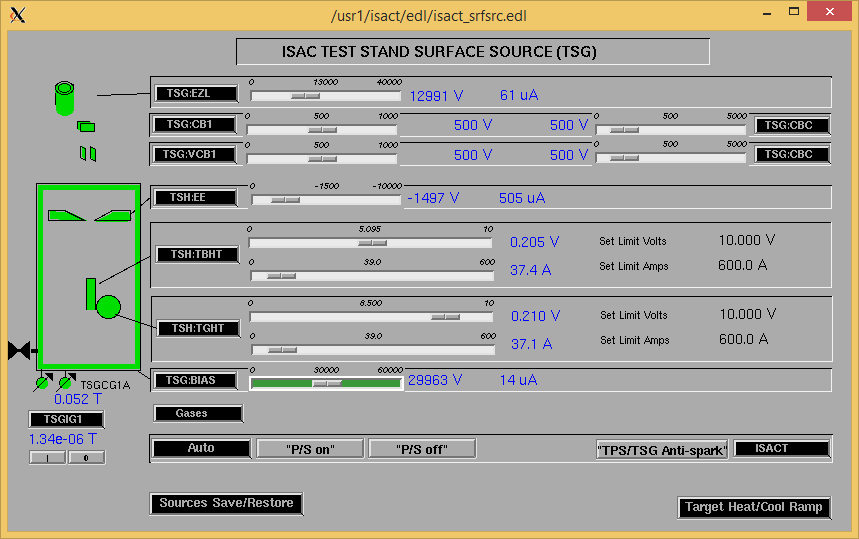 /usr1/isact/edl/isact_srfsrc.edl
ISAC TEST STAND SURFACE SOURCE (TSG)
0 13000 40000
TSG:EZL 12991 V 61 uA
0 500 1000 0 500 5000
TSG:CB1 500 V 500 V TSG:CBC
0 500 1000 0 500 5000
TSG:VCB1 500 V 500 V TSG:CBC
0 -1500 -10000
TSH:EE -1497 V 505 uA
0 5.095 10
0.205 V Set Limit Volts 10.000 V
TSH:TBHT
0 39.0 600
37.4 A Set Limit Amps 600.0 A
0 8.500 10
0.210 V Set Limit Volts 10.000 V
TSH:TGHT
0 39.0 600
37.1 A Set Limit Amps 600.0 A
0 30000 60000
TSG:BIAS 29963 V 14 uA
TSGCG1A
0.052 T
TSGIG1
1.34e-06 T
I 0
Gases
Auto "P/S on" "P/S off" "TPS/TSG Anti-spark" ISACT
Sources Save/Restore
Target Heat/Cool Ramp